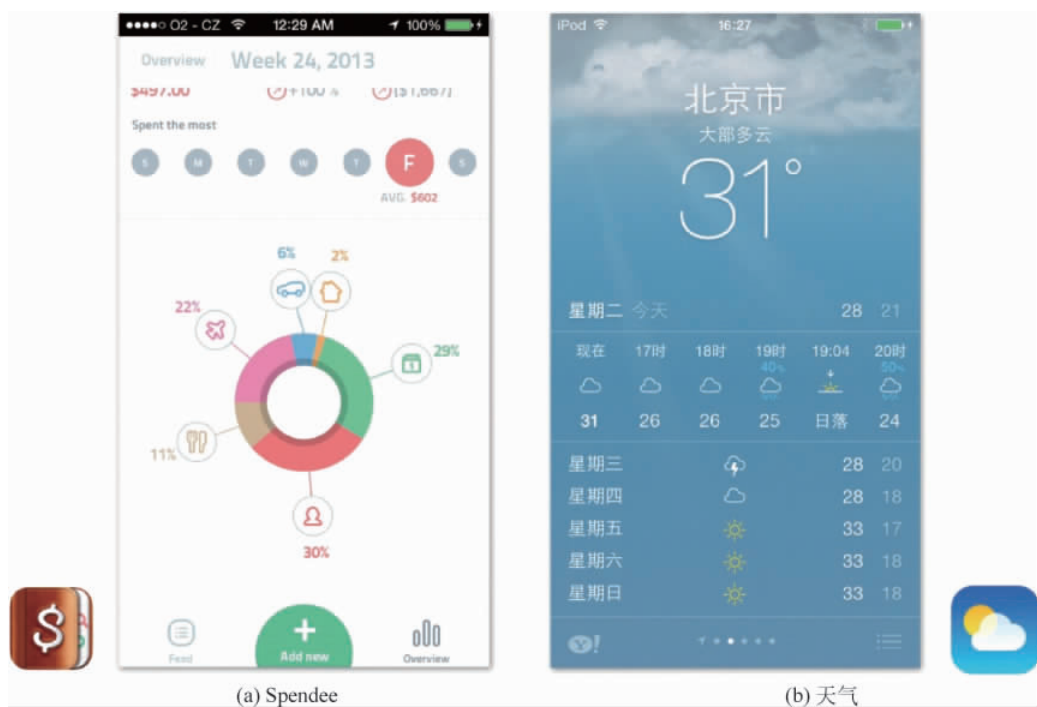 ●●●●○ O2 - CZ 12:29 AM 100%
Overview Week 24, 2013
$497.00 +100 % [$1,667]
Spent the most
S M T W T F S
AVG. $602
6% 2%
22%
29%
11%
30%
Feed Add new Overview
(a) Spendee
iPod 16:27
北京市
大部多云
31°
星期二 今天 28 21
现在 17时 18时 19时 19:04 20时
40% 50%
31 26 26 25 日落 24
星期三 28 20
星期四 28 18
星期五 33 17
星期六 33 18
星期日 33 18
Y!
(b) 天气